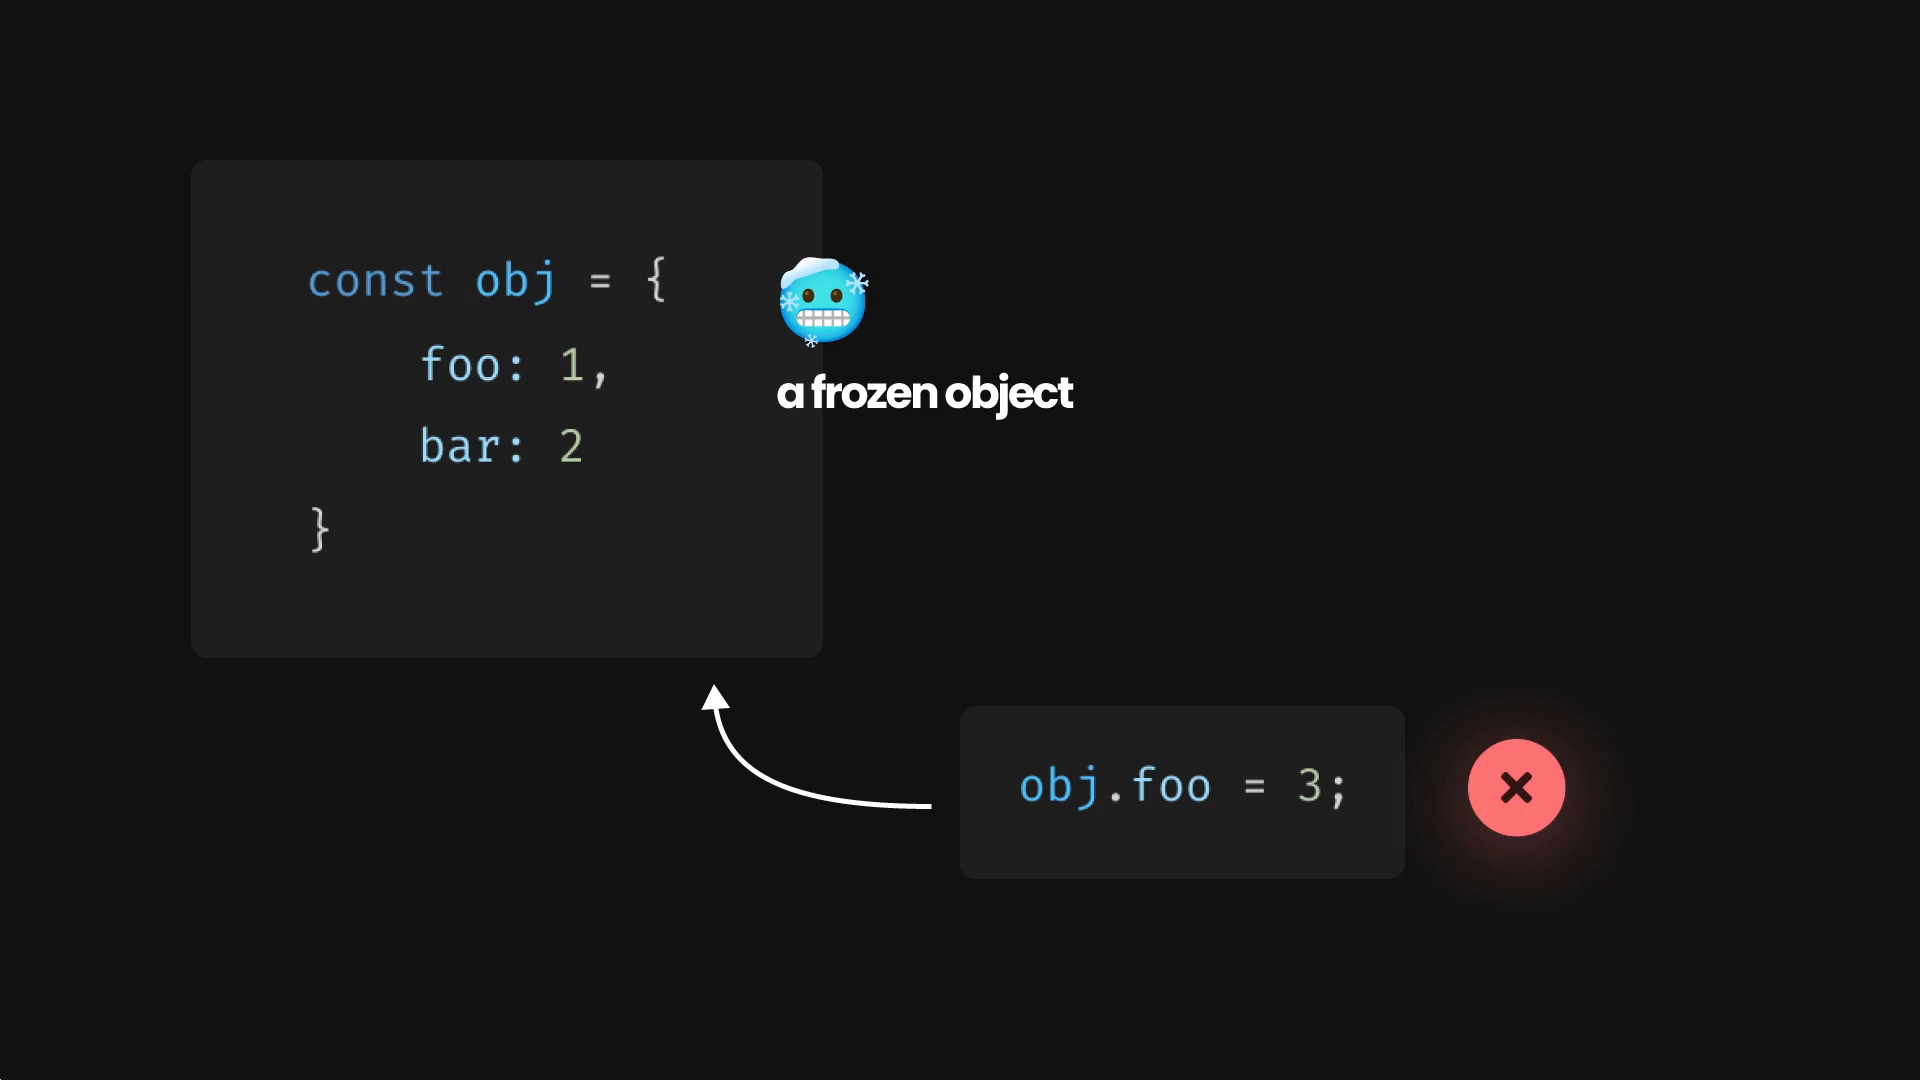 const obj = {
foo: 1,
bar: 2
}
a frozen object
obj.foo = 3;